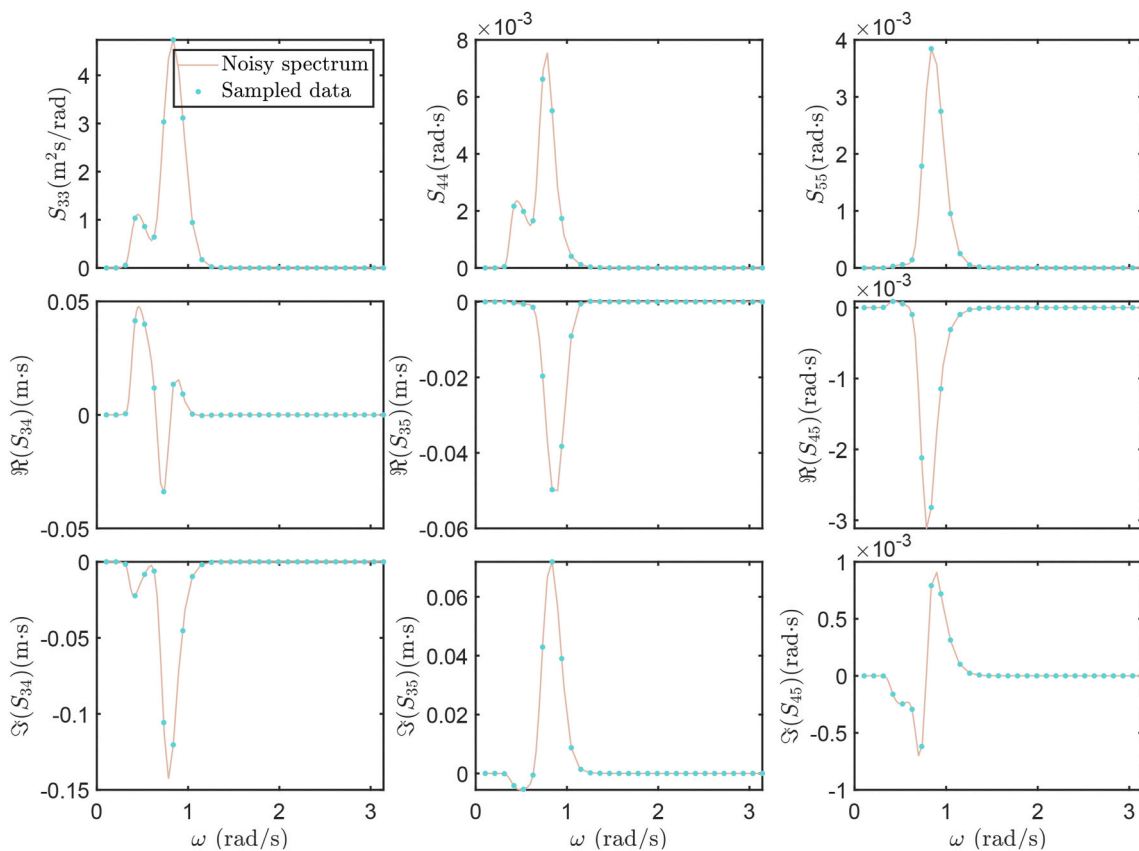 ×10⁻³
×10⁻³
Noisy spectrum
Sampled data
S₃₃(m²s/rad)
4
3
2
1
0
S₄₄(rad·s)
8
6
4
2
0
S₅₅(rad·s)
4
3
2
1
0
×10⁻³
ℜ(S₃₄)(m·s)
0.05
0
-0.05
ℜ(S₃₅)(m·s)
0
-0.02
-0.04
-0.06
ℜ(S₄₅)(rad·s)
0
-1
-2
-3
×10⁻³
ℑ(S₃₄)(m·s)
0
-0.05
-0.1
-0.15
0 1 2 3
ω (rad/s)
ℑ(S₃₅)(m·s)
0.06
0.04
0.02
0
0 1 2 3
ω (rad/s)
ℑ(S₄₅)(rad·s)
1
0.5
0
-0.5
-1
0 1 2 3
ω (rad/s)